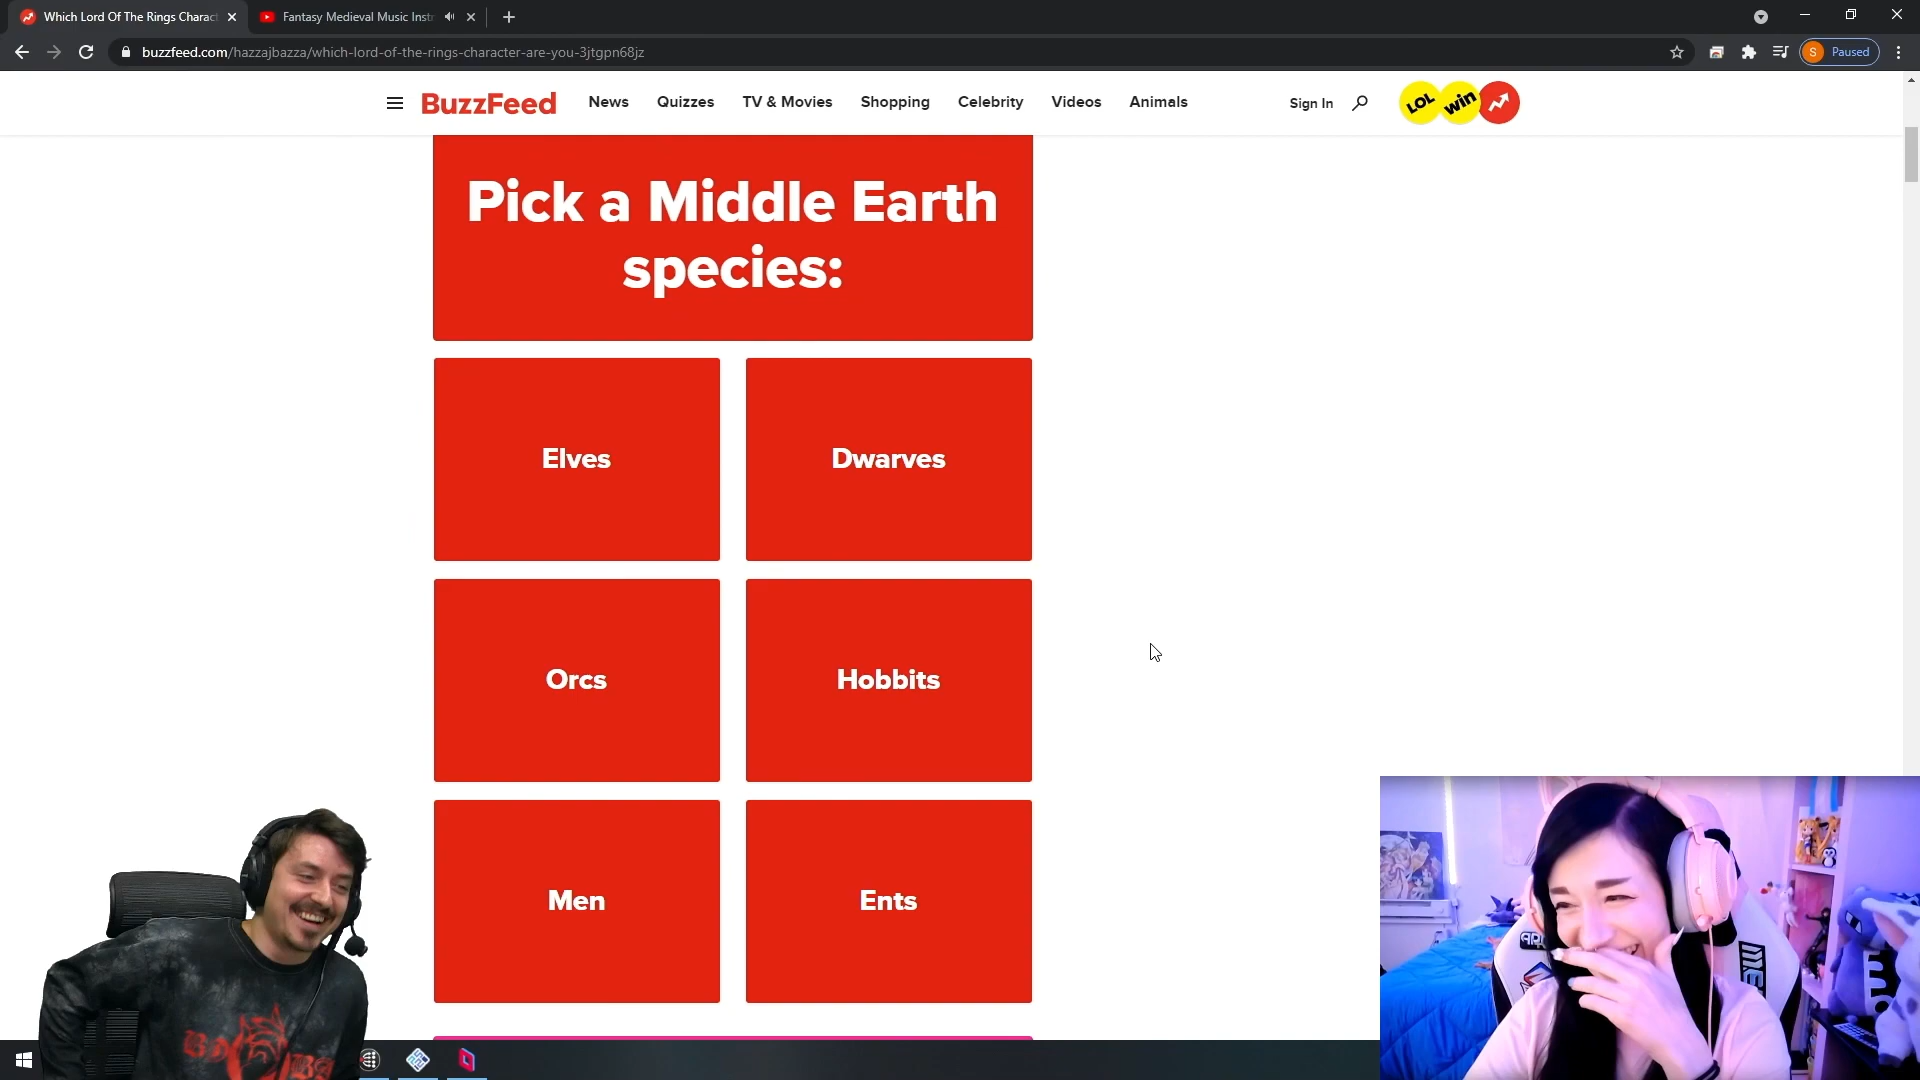 Which Lord Of The Rings Charac
Fantasy Medieval Music Instr
buzzfeed.com/hazzajbazza/which-lord-of-the-rings-character-are-you-3jtgpn68jz
S
Paused
BuzzFeed
News
Quizzes
TV & Movies
Shopping
Celebrity
Videos
Animals
Sign In
LOL
win
Pick a Middle Earth
species:
Elves
Dwarves
Orcs
Hobbits
Men
Ents